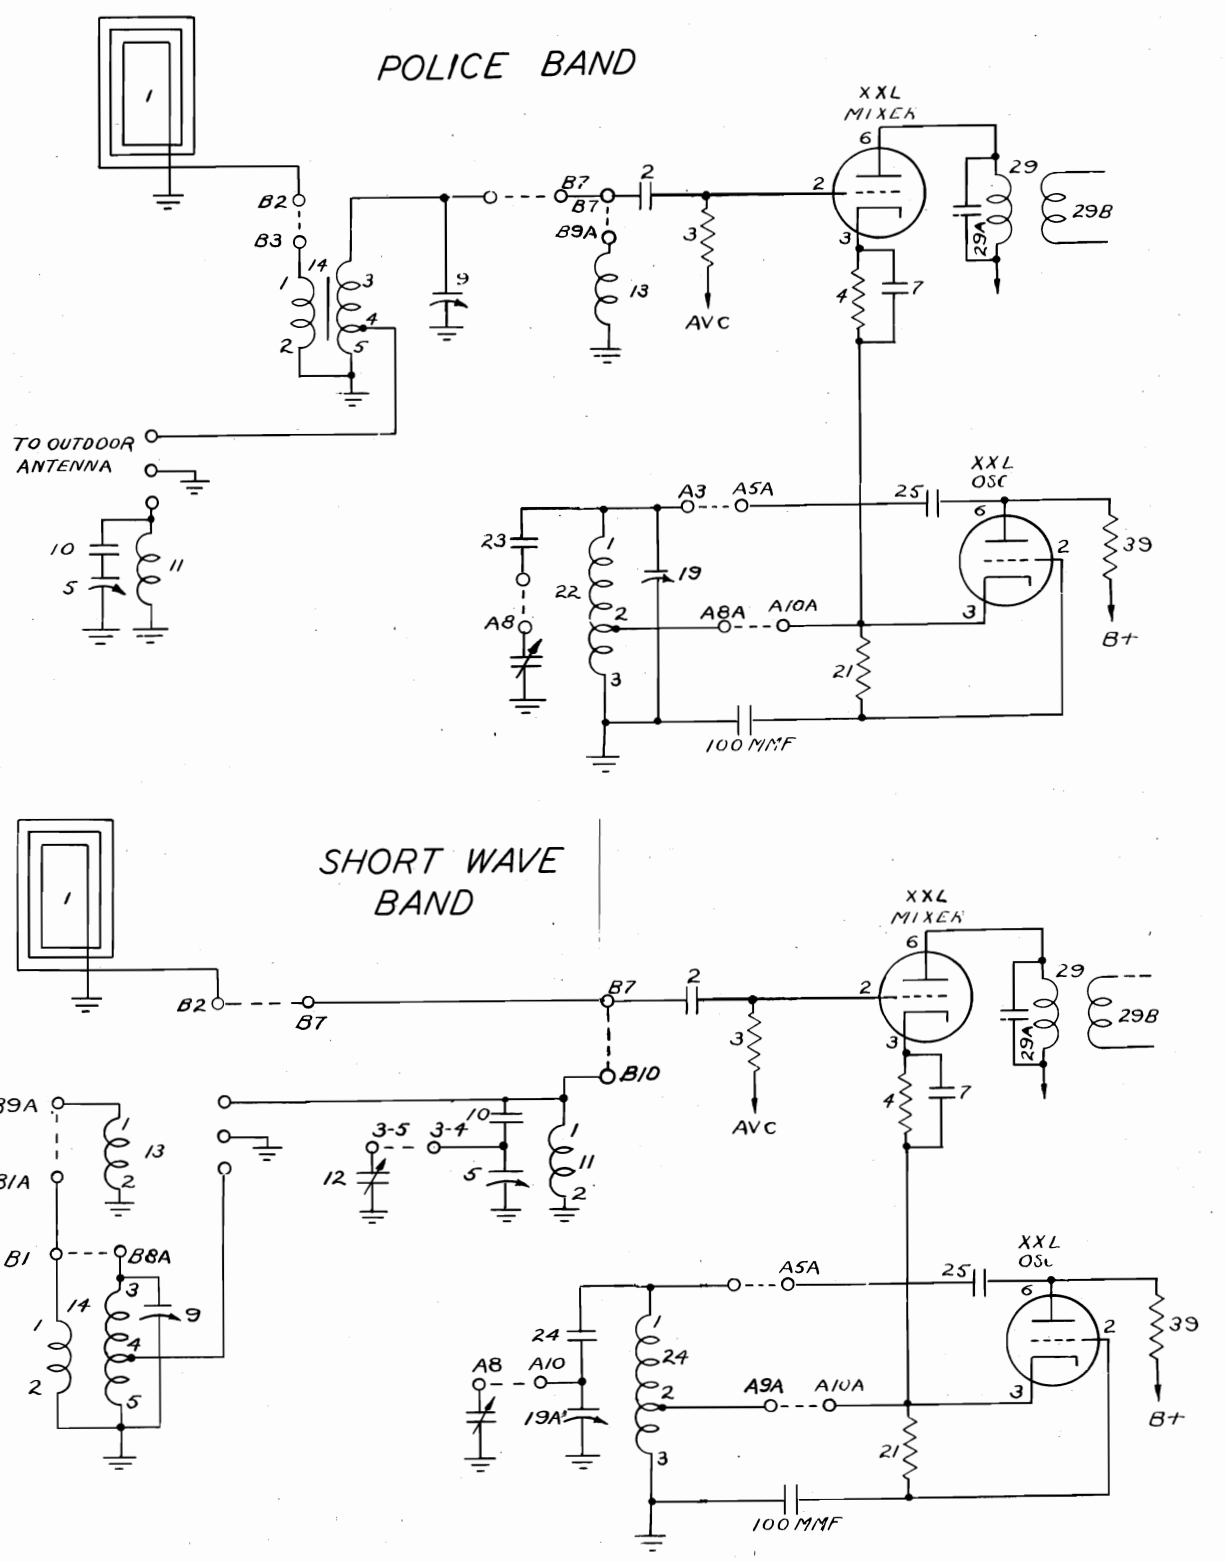 POLICE BAND
1
XXL
MIXER
6
2
3
B2
B3
1
14
3
2
4
5
9
B7
B7
B9A
13
2
3
AVC
4
7
29
29A
29B
TO OUTDOOR
ANTENNA
10
5
11
XXL
OSC
A3
A5A
25
6
2
39
23
1
22
19
A8
2
A8A
A10A
3
B+
3
21
100 MMF
SHORT WAVE
BAND
1
XXL
MIXER
6
2
3
B2
B7
B7
2
3
AVC
29
29A
29B
4
7
B10
1
13
2
10
3-5
3-4
12
5
1
11
2
B1
B8A
3
14
9
1
4
2
5
XXL
OSC
A5A
25
6
2
39
24
1
24
A8
A10
2
A9A
A10A
3
19A
B+
3
21
100 MMF